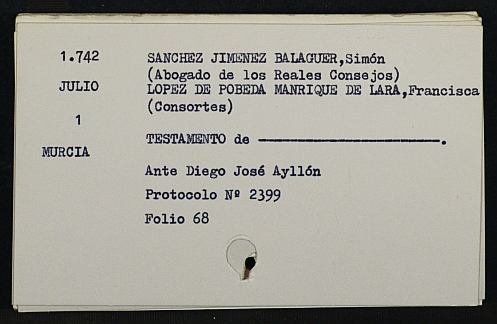 1.742 SANCHEZ JIMENEZ BALAGUER,Simón
(Abogado de los Reales Consejos)
JULIO LOPEZ DE POBEDA MANRIQUE DE LARA,Francisca
(Consortes)
1
TESTAMENTO de ------------------------.
MURCIA
Ante Diego José Ayllón
Protocolo Nº 2399
Folio 68